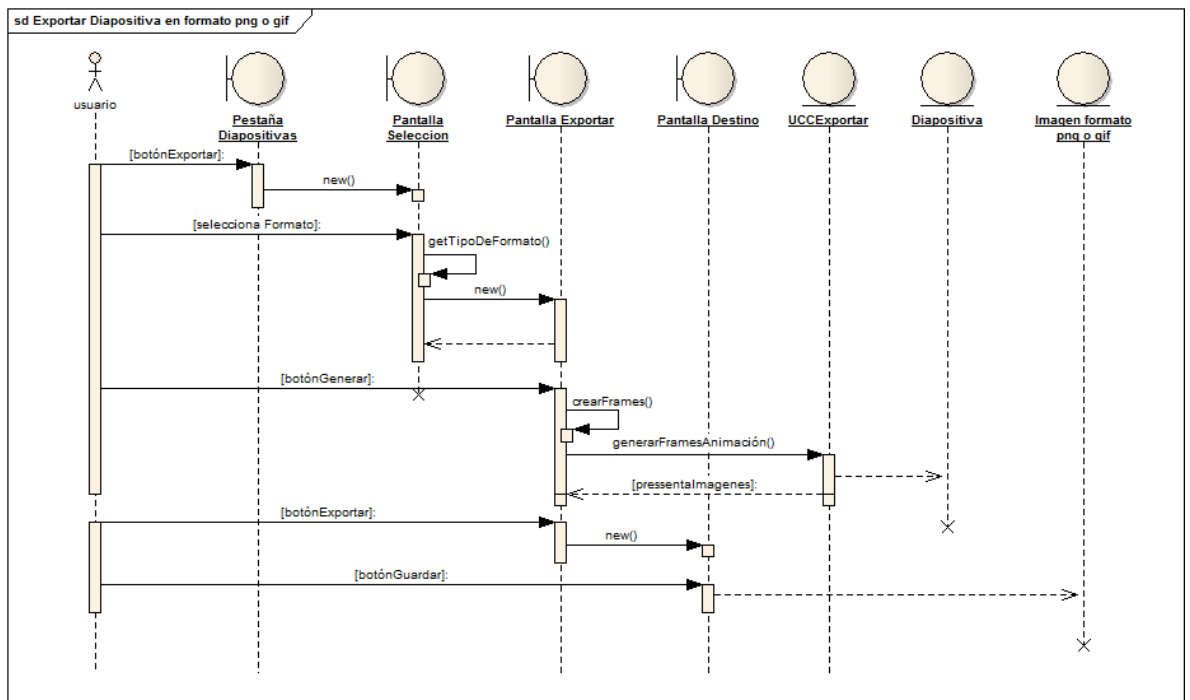 sd Exportar Diapositiva en formato png o gif
usuario
Pestaña
Diapositivas
Pantalla
Seleccion
Pantalla Exportar
Pantalla Destino
UCCExportar
Diapositiva
Imagen formato
png o gif
[botónExportar]:
new()
[selecciona Formato]:
getTipoDeFormato()
new()
[botónGenerar]:
crearFrames()
generarFramesAnimación()
[pressentaImagenes]:
[botónExportar]:
new()
[botónGuardar]: